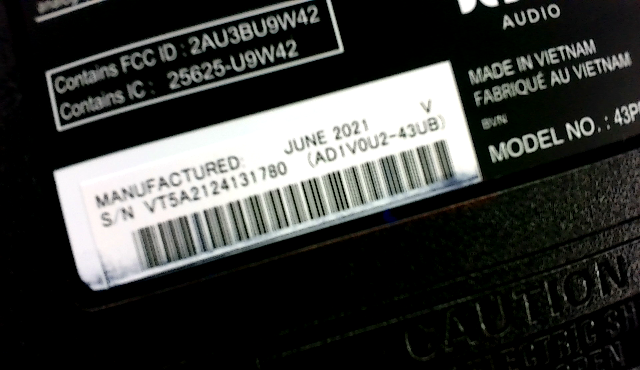 Contains FCC ID : 2AU3BU9W42
Contains IC : 25625-U9W42
AUDIO
MADE IN VIETNAM
FABRIQUÉ AU VIETNAM
BVNI
MODEL NO. : 43P
MANUFACTURED: JUNE 2021 V
S/N VT5A2124131780 (AD1V0U2-43UB)
CAUTION